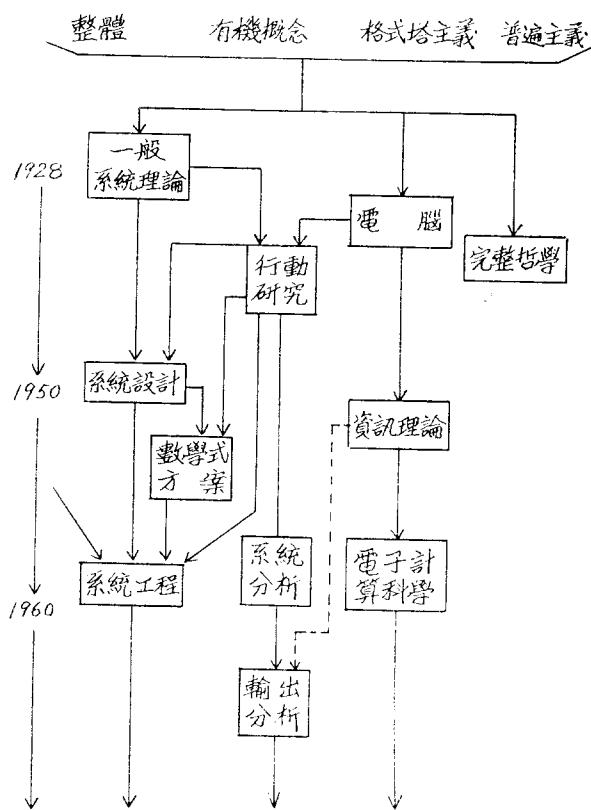 整體 有機概念 格式塔主義 普遍主義
一般
系統理論
1928
電腦
完整哲學
行動
研究
系統設計
1950
資訊理論
數學式
方案
系統
分析
電子計
算科學
系統工程
1960
輸出
分析